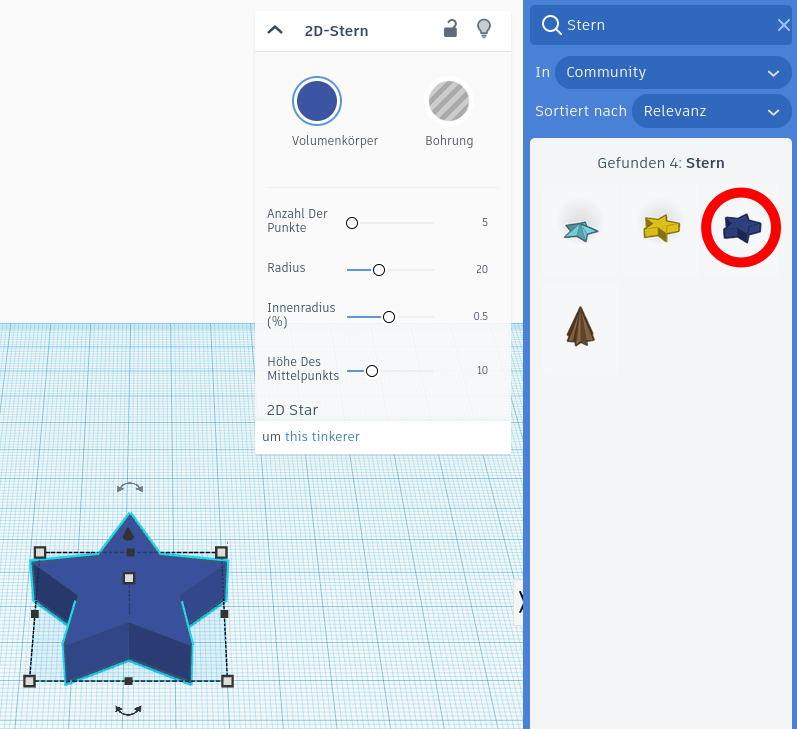 2D-Stern
Volumenkörper
Bohrung
Anzahl Der
Punkte
5
Radius
20
Innenradius
(%)
0.5
Höhe Des
Mittelpunkts
10
2D Star
um this tinkerer
Stern
In Community
Sortiert nach Relevanz
Gefunden 4: Stern